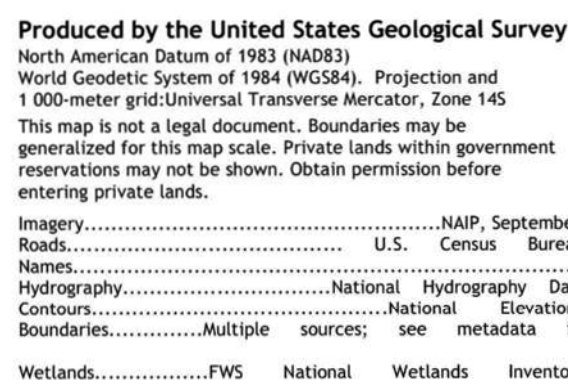 Produced by the United States Geological Survey
North American Datum of 1983 (NAD83)
World Geodetic System of 1984 (WGS84). Projection and
1 000-meter grid:Universal Transverse Mercator, Zone 14S
This map is not a legal document. Boundaries may be
generalized for this map scale. Private lands within government
reservations may not be shown. Obtain permission before
entering private lands.
Imagery..........................................NAIP, Septembe
Roads................................. U.S. Census Burea
Names...........................................................
Hydrography.........................National Hydrography Da
Contours....................................National Elevation
Boundaries..............Multiple sources; see metadata
Wetlands.................FWS National Wetlands Invento